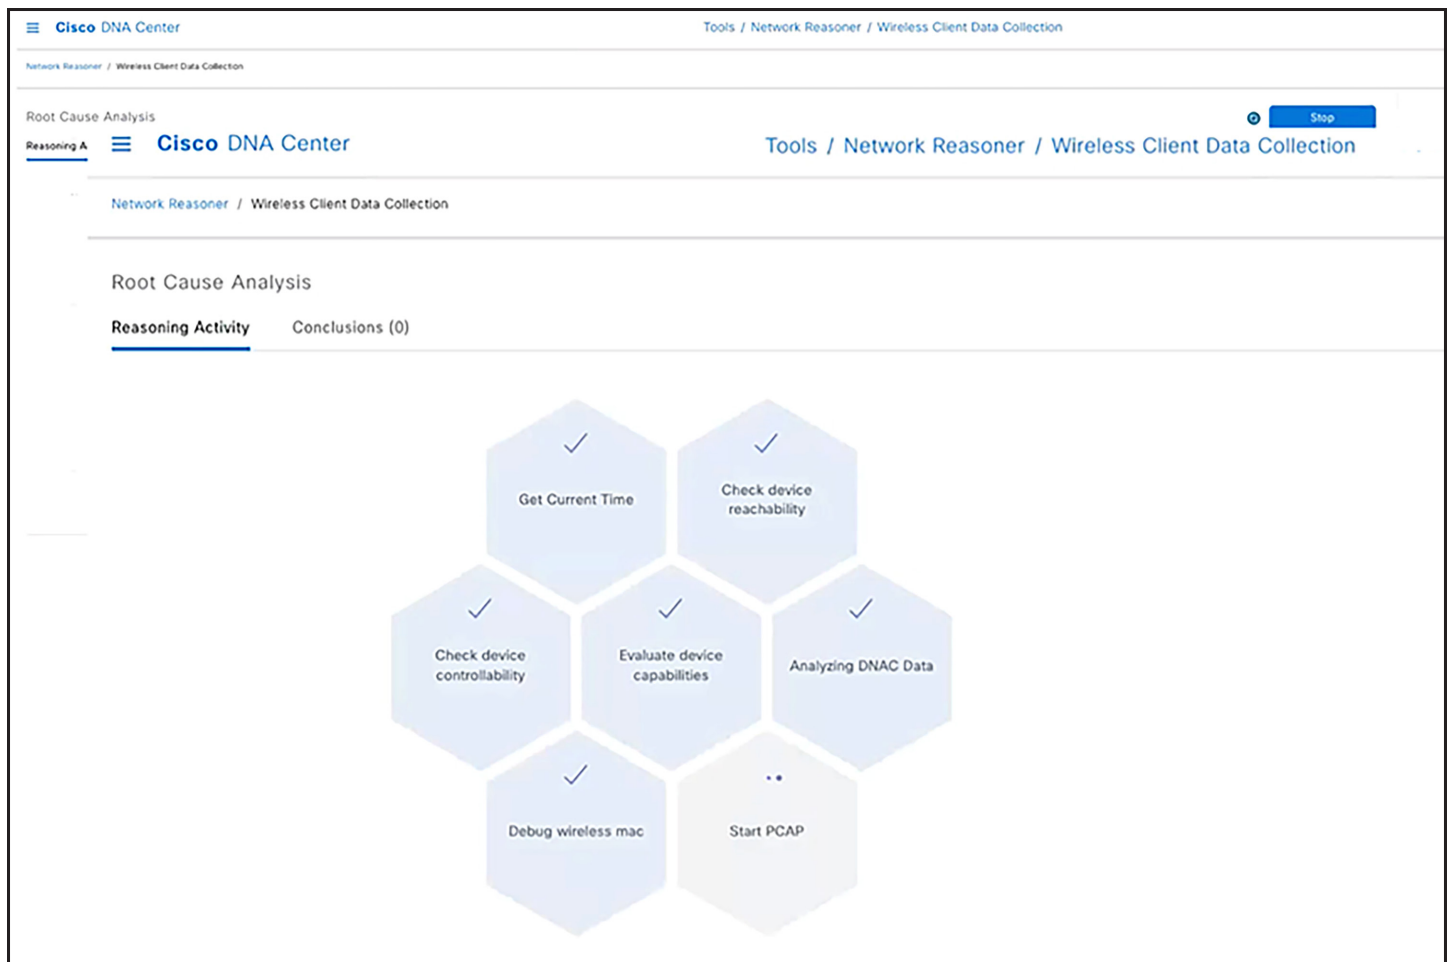 Cisco DNA Center
Tools / Network Reasoner / Wireless Client Data Collection
Network Reasoner / Wireless Client Data Collection
Root Cause Analysis
Stop
Reasoning A
Cisco DNA Center
Tools / Network Reasoner / Wireless Client Data Collection
Network Reasoner / Wireless Client Data Collection
Root Cause Analysis
Reasoning Activity
Conclusions (0)
Get Current Time
Check device
reachability
Check device
controllability
Evaluate device
capabilities
Analyzing DNAC Data
Debug wireless mac
Start PCAP